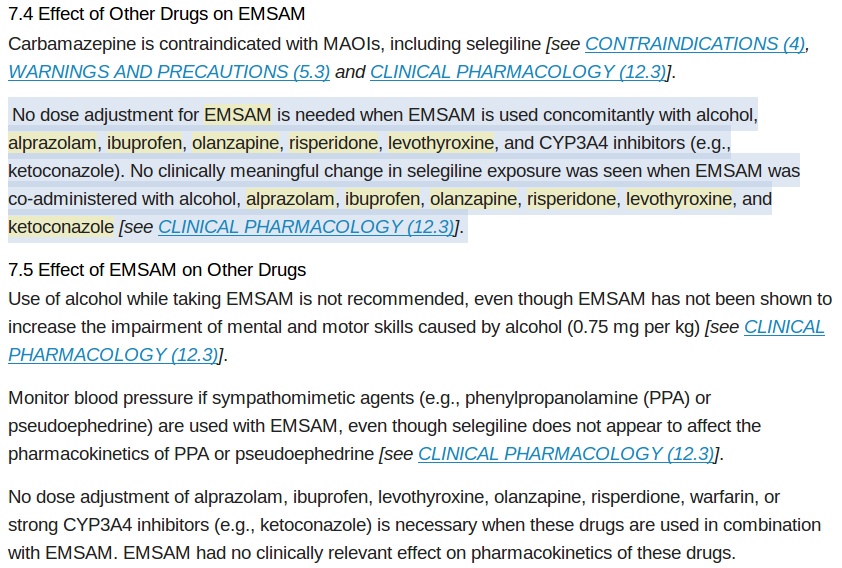 7.4 Effect of Other Drugs on EMSAM
Carbamazepine is contraindicated with MAOIs, including selegiline [see CONTRAINDICATIONS (4),
WARNINGS AND PRECAUTIONS (5.3) and CLINICAL PHARMACOLOGY (12.3)].
No dose adjustment for EMSAM is needed when EMSAM is used concomitantly with alcohol,
alprazolam, ibuprofen, olanzapine, risperidone, levothyroxine, and CYP3A4 inhibitors (e.g.,
ketoconazole). No clinically meaningful change in selegiline exposure was seen when EMSAM was
co-administered with alcohol, alprazolam, ibuprofen, olanzapine, risperidone, levothyroxine, and
ketoconazole [see CLINICAL PHARMACOLOGY (12.3)].
7.5 Effect of EMSAM on Other Drugs
Use of alcohol while taking EMSAM is not recommended, even though EMSAM has not been shown to
increase the impairment of mental and motor skills caused by alcohol (0.75 mg per kg) [see CLINICAL
PHARMACOLOGY (12.3)].
Monitor blood pressure if sympathomimetic agents (e.g., phenylpropanolamine (PPA) or
pseudoephedrine) are used with EMSAM, even though selegiline does not appear to affect the
pharmacokinetics of PPA or pseudoephedrine [see CLINICAL PHARMACOLOGY (12.3)].
No dose adjustment of alprazolam, ibuprofen, levothyroxine, olanzapine, risperdione, warfarin, or
strong CYP3A4 inhibitors (e.g., ketoconazole) is necessary when these drugs are used in combination
with EMSAM. EMSAM had no clinically relevant effect on pharmacokinetics of these drugs.